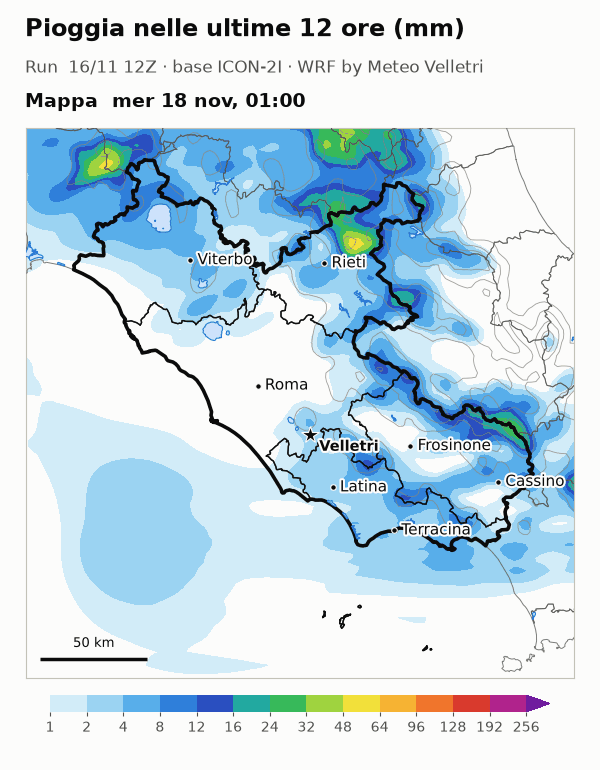 Pioggia nelle ultime 12 ore (mm)
Run 16/11 12Z · base ICON-2I · WRF by Meteo Velletri
Mappa mer 18 nov, 01:00
Viterbo
Rieti
Roma
Velletri
Frosinone
Latina
Cassino
Terracina
50 km
1 2 4 8 12 16 24 32 48 64 96 128 192 256